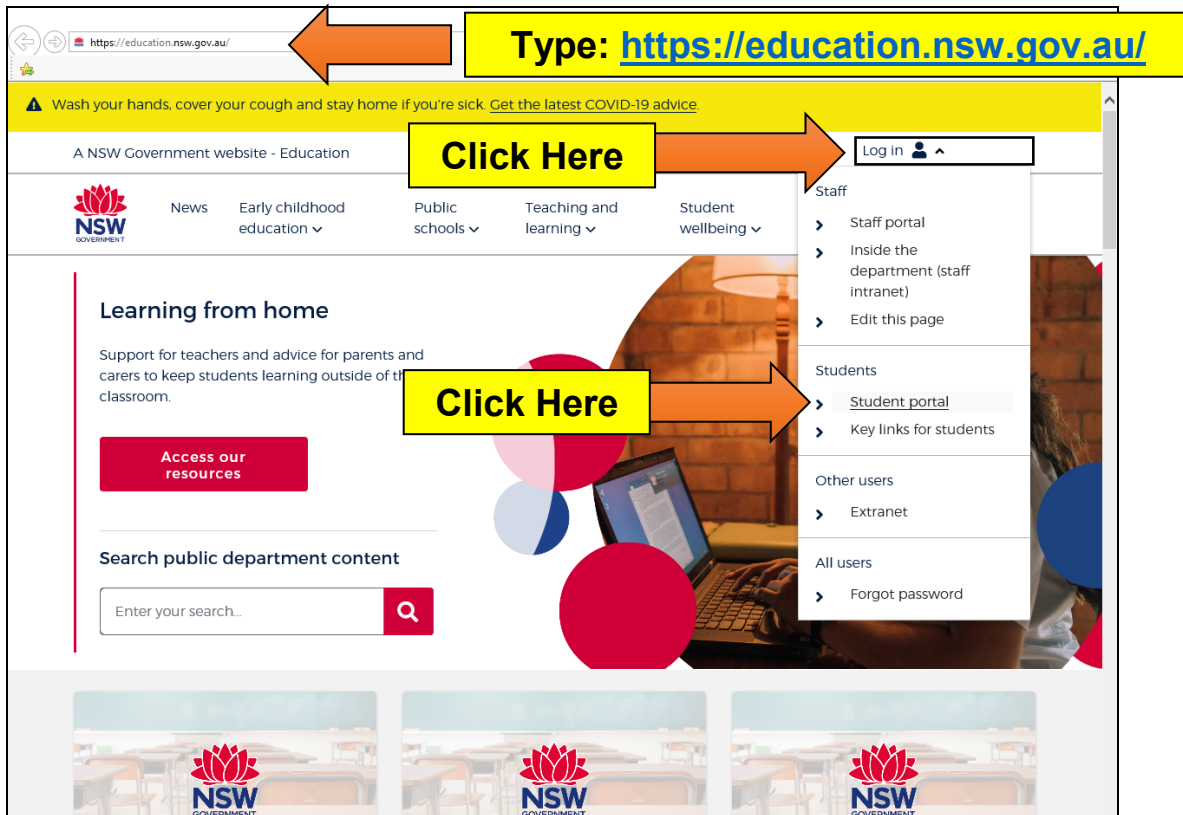 https://education.nsw.gov.au/
Type: https://education.nsw.gov.au/
Wash your hands, cover your cough and stay home if you're sick. Get the latest COVID-19 advice.
A NSW Government website - Education
Click Here
Log in
NSW
GOVERNMENT
News
Early childhood
education
Public
schools
Teaching and
learning
Student
wellbeing
Staff
Staff portal
Inside the
department (staff
intranet)
Edit this page
Learning from home
Support for teachers and advice for parents and
carers to keep students learning outside of
classroom.
Click Here
Students
Student portal
Key links for students
Access our
resources
Other users
Extranet
Search public department content
All users
Forgot password
Enter your search...
NSW
GOVERNMENT
NSW
GOVERNMENT
NSW
GOVERNMENT